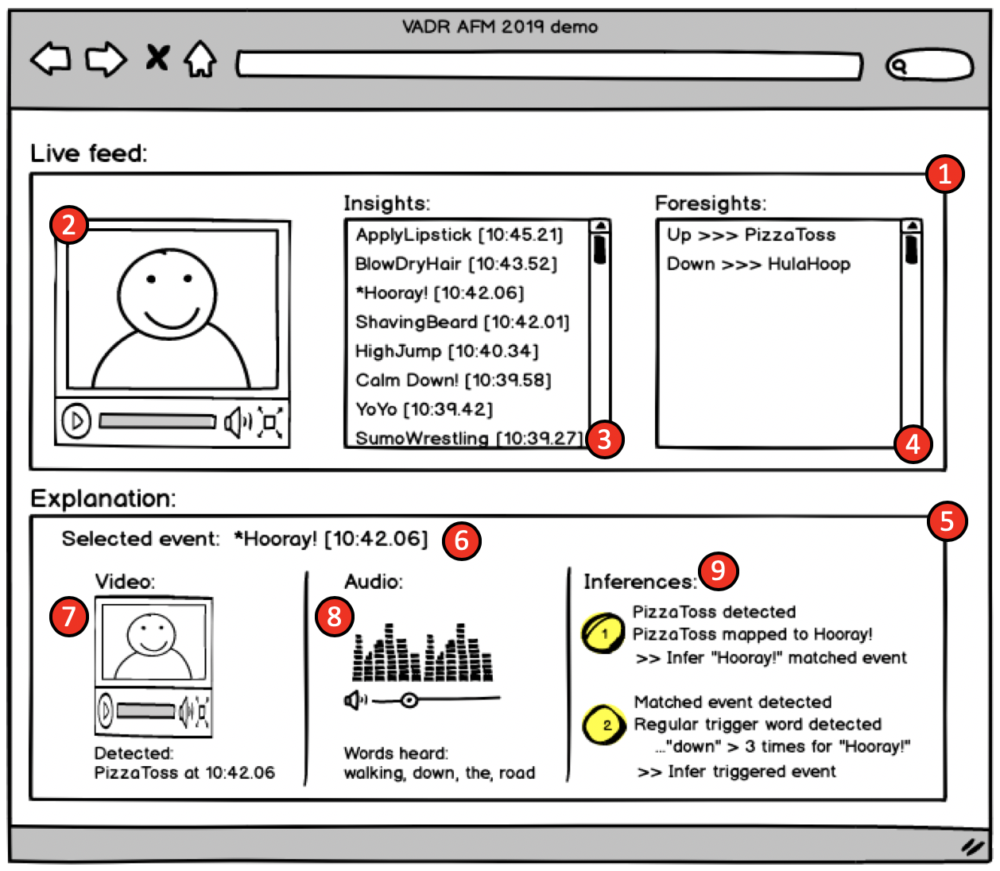 VADR AFM 2019 demo
Live feed:
1
2
Insights:
ApplyLipstick [10:45.21]
BlowDryHair [10:43.52]
*Hooray! [10:42.06]
ShavingBeard [10:42.01]
HighJump [10:40.34]
Calm Down! [10:39.58]
YoYo [10:39.42]
SumoWrestling [10:39.27]
3
Foresights:
Up >>> PizzaToss
Down >>> HulaHoop
4
Explanation:
5
Selected event: *Hooray! [10:42.06]
6
Video:
7
Detected:
PizzaToss at 10:42.06
Audio:
8
Words heard:
walking, down, the, road
Inferences:
9
1
PizzaToss detected
PizzaToss mapped to Hooray!
>> Infer "Hooray!" matched event
2
Matched event detected
Regular trigger word detected
..."down" > 3 times for "Hooray!"
>> Infer triggered event